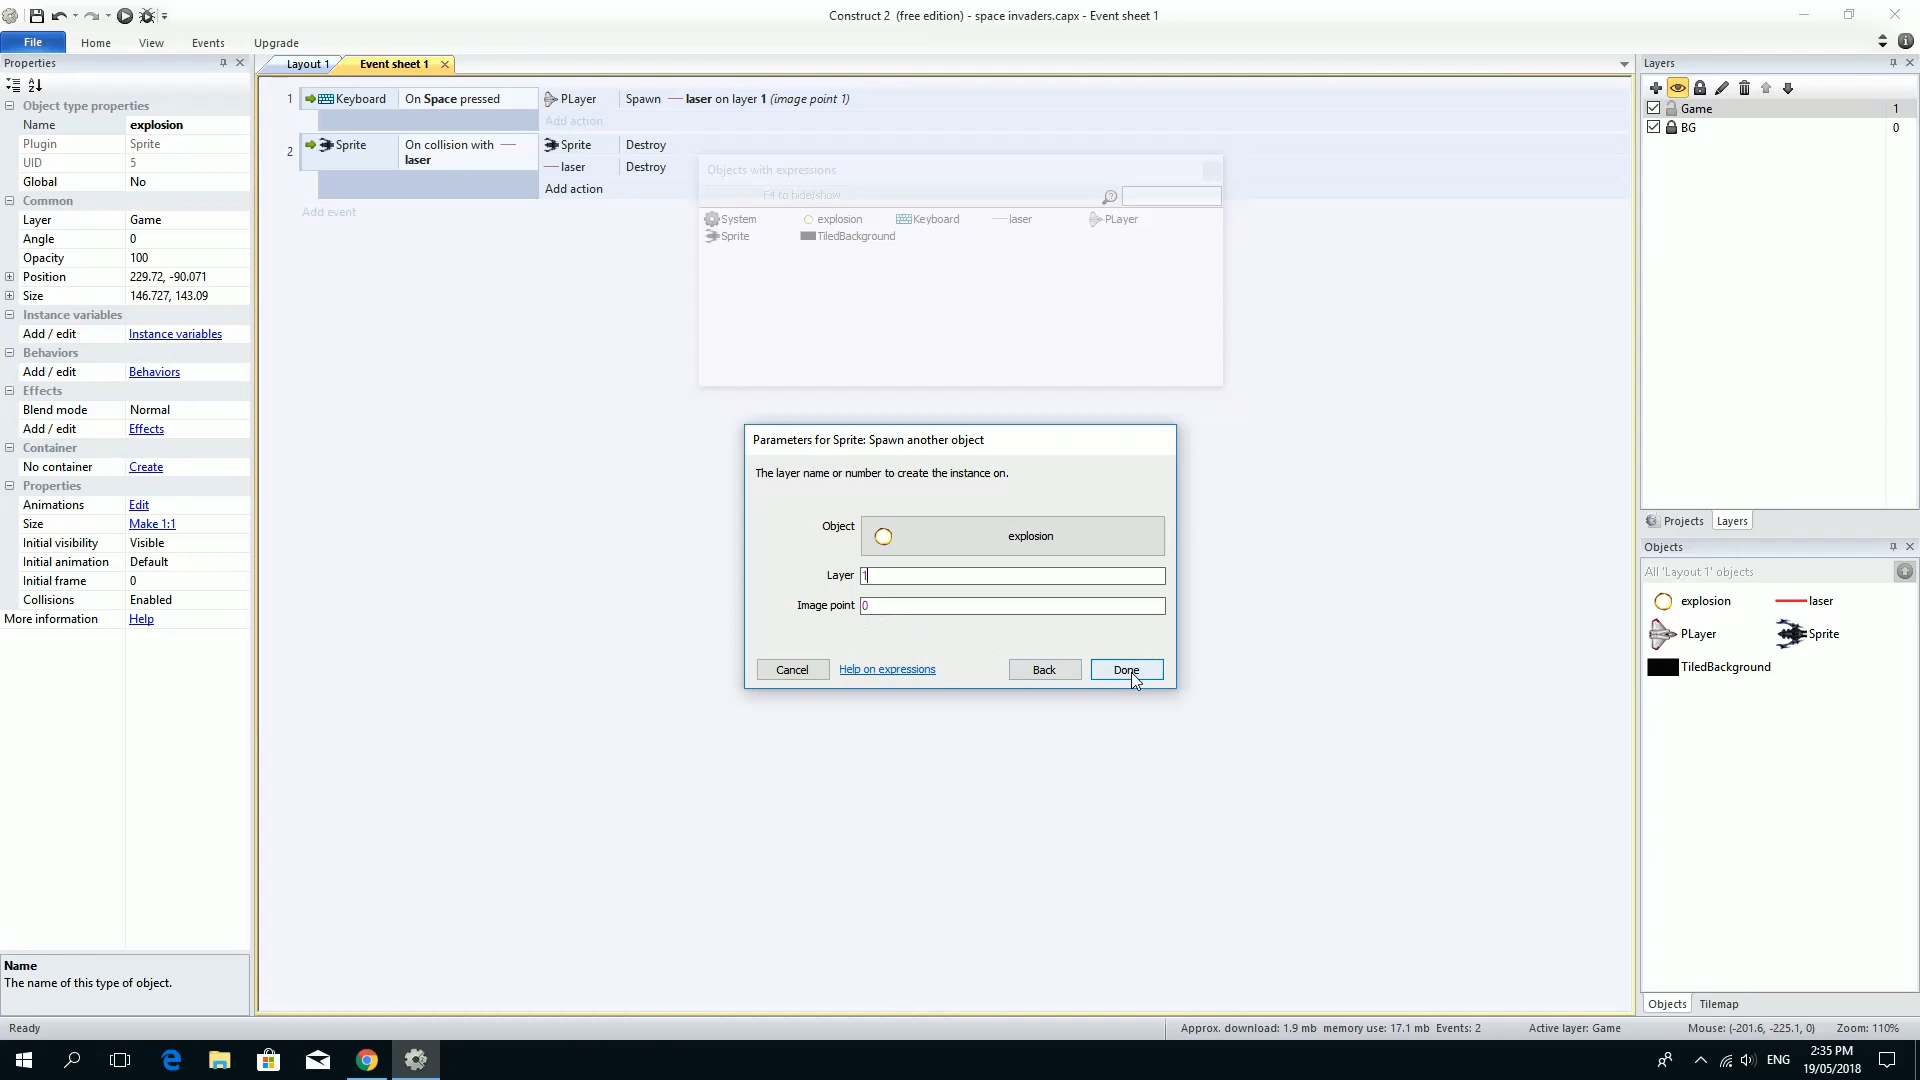 Construct 2 (free edition) - space invaders.capx - Event sheet 1
File Home View Events Upgrade
Properties
Object type properties
Name explosion
Plugin Sprite
UID 5
Global No
Common
Layer Game
Angle 0
Opacity 100
Position 229.72, -90.071
Size 146.727, 143.09
Instance variables
Add / edit Instance variables
Behaviors
Add / edit Behaviors
Effects
Blend mode Normal
Add / edit Effects
Container
No container Create
Properties
Animations Edit
Size Make 1:1
Initial visibility Visible
Initial animation Default
Initial frame 0
Collisions Enabled
More information Help
Name
The name of this type of object.
Layout 1 Event sheet 1
1 Keyboard On Space pressed PLayer Spawn laser on layer 1 (image point 1)
Add action
2 Sprite On collision with laser Sprite Destroy
laser Destroy
Add action
Add event
Objects with expressions
F4 to hide/show
System explosion Keyboard laser PLayer
Sprite TiledBackground
Parameters for Sprite: Spawn another object
The layer name or number to create the instance on.
Object explosion
Layer 1
Image point 0
Cancel Help on expressions Back Done
Layers
Game 1
BG 0
Projects Layers
Objects
All 'Layout 1' objects
explosion laser
PLayer Sprite
TiledBackground
Objects Tilemap
Ready Approx. download: 1.9 mb memory use: 17.1 mb Events: 2 Active layer: Game Mouse: (-201.6, -225.1, 0) Zoom: 110%
ENG 2:35 PM
19/05/2018